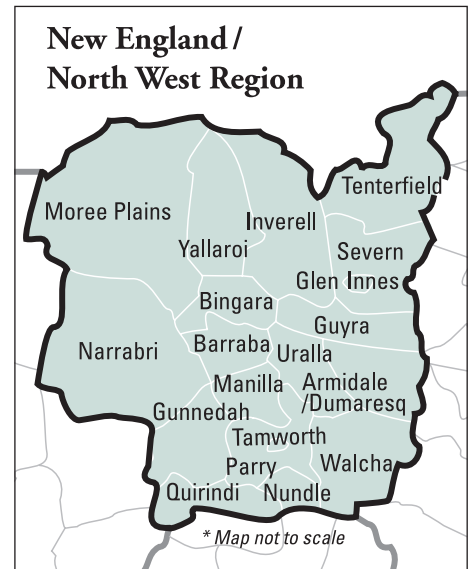 New England /
North West Region
Tenterfield
Moree Plains
Inverell
Yallaroi
Severn
Glen Innes
Bingara
Guyra
Narrabri
Barraba
Uralla
Manilla
Armidale
/Dumaresq
Gunnedah
Tamworth
Parry
Walcha
Quirindi
Nundle
* Map not to scale